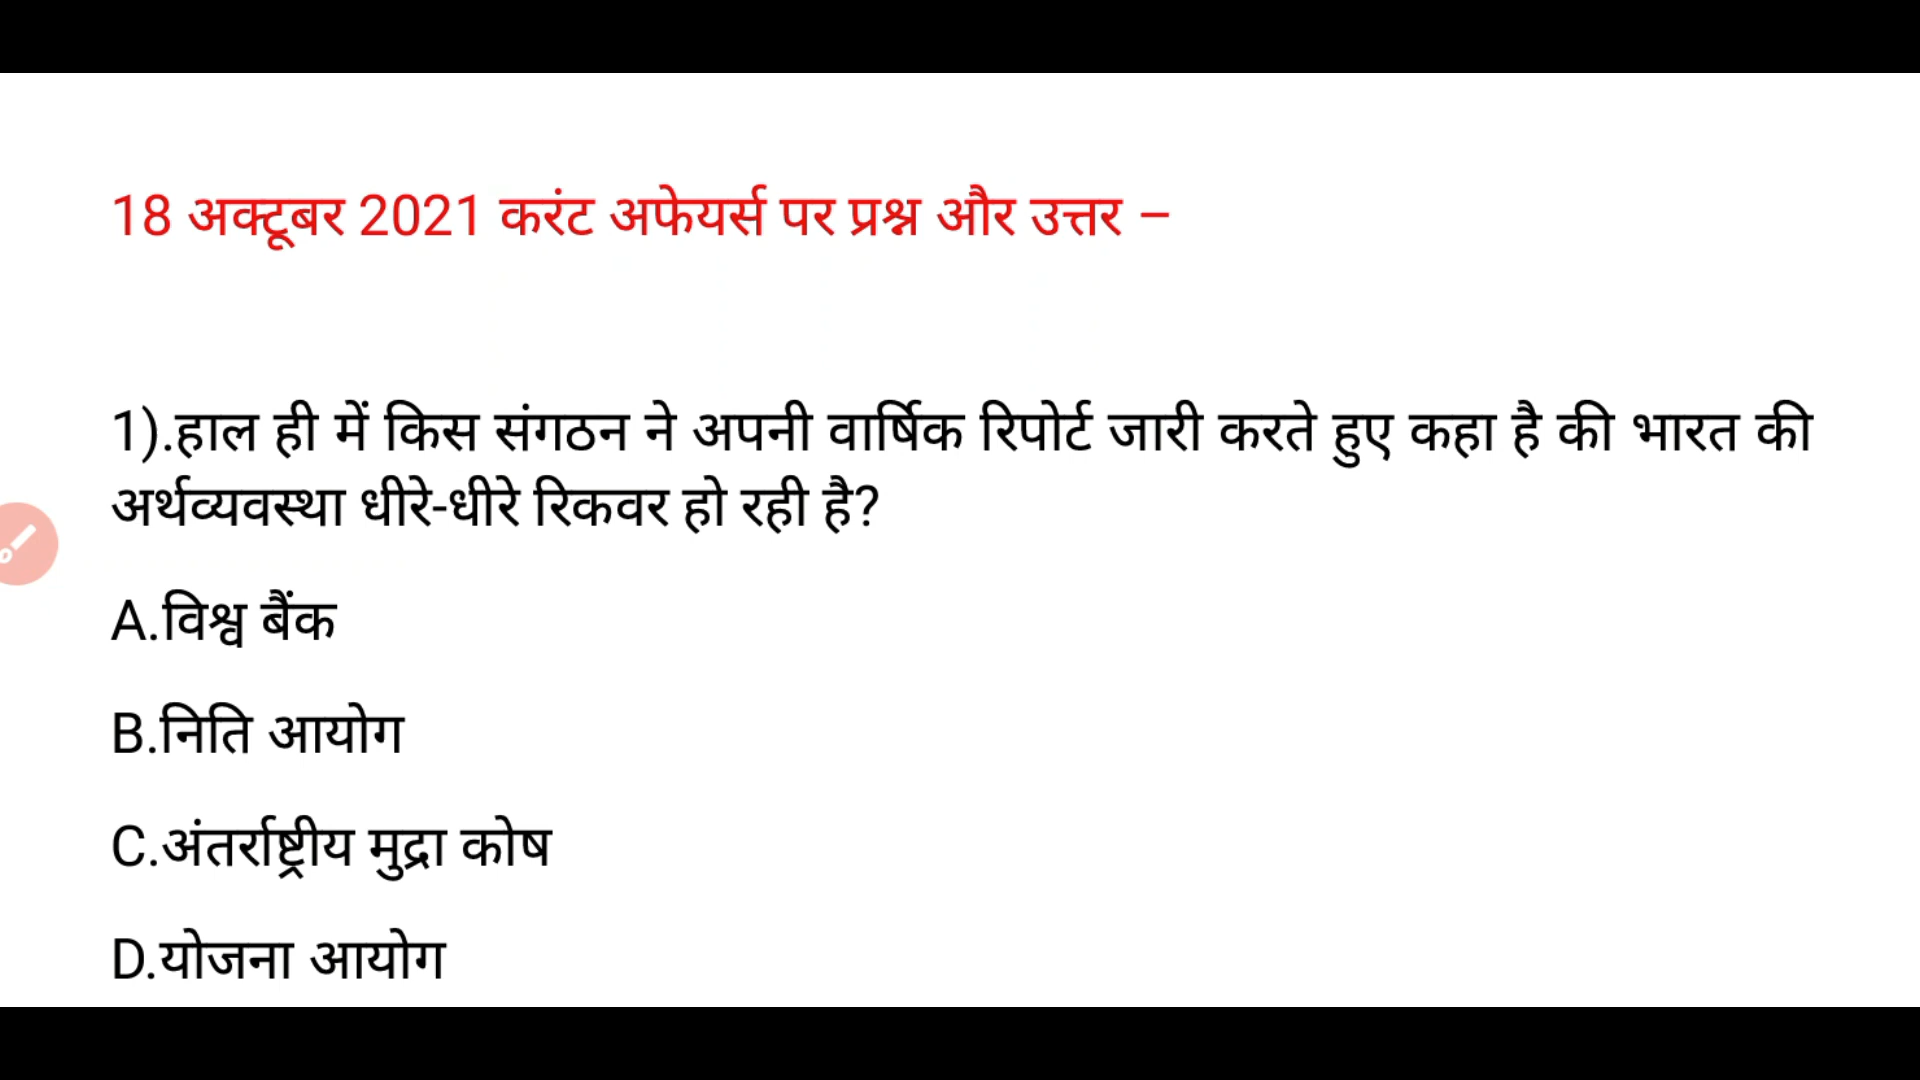 18 अक्टूबर 2021 करंट अफेयर्स पर प्रश्न और उत्तर –
1).हाल ही में किस संगठन ने अपनी वार्षिक रिपोर्ट जारी करते हुए कहा है की भारत की
अर्थव्यवस्था धीरे-धीरे रिकवर हो रही है?
A.विश्व बैंक
B.निति आयोग
C.अंतर्राष्ट्रीय मुद्रा कोष
D.योजना आयोग